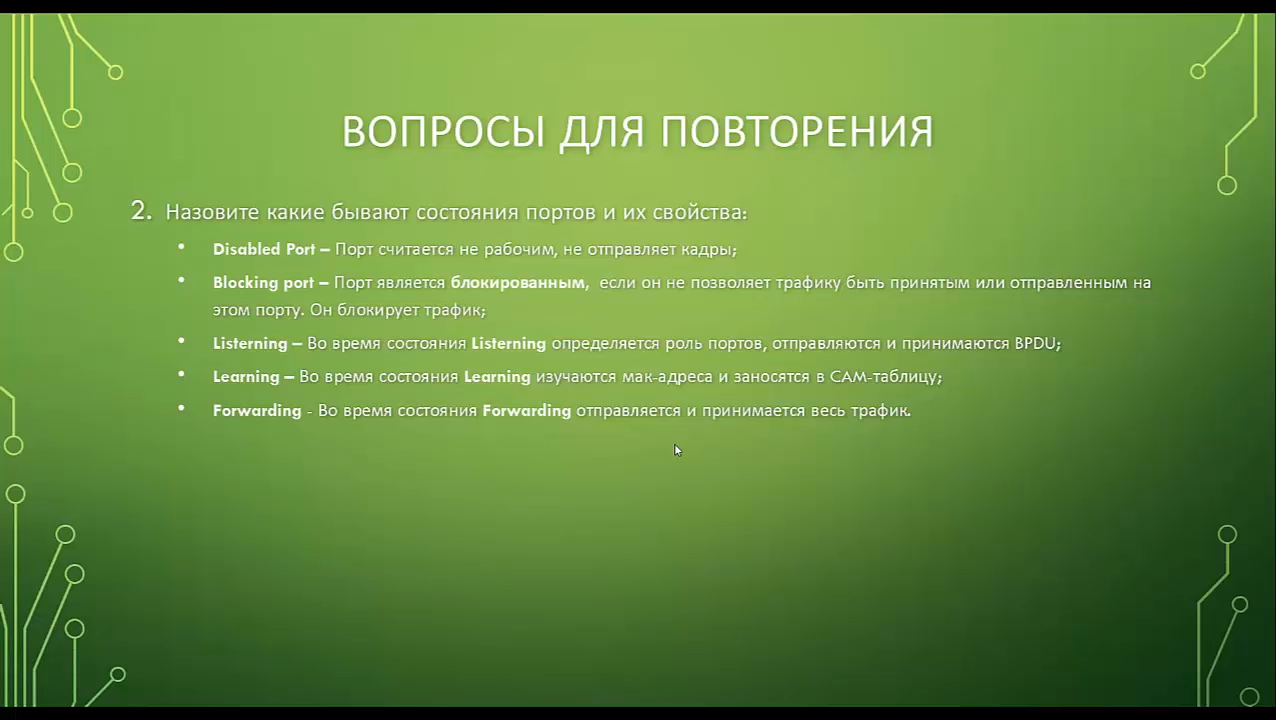 ВОПРОСЫ ДЛЯ ПОВТОРЕНИЯ
2. Назовите какие бывают состояния портов и их свойства:
• Disabled Port – Порт считается не рабочим, не отправляет кадры;
• Blocking port – Порт является блокированным, если он не позволяет трафику быть принятым или отправленным на
этом порту. Он блокирует трафик;
• Listerning – Во время состояния Listerning определяется роль портов, отправляются и принимаются BPDU;
• Learning – Во время состояния Learning изучаются мак-адреса и заносятся в CAM-таблицу;
• Forwarding - Во время состояния Forwarding отправляется и принимается весь трафик.